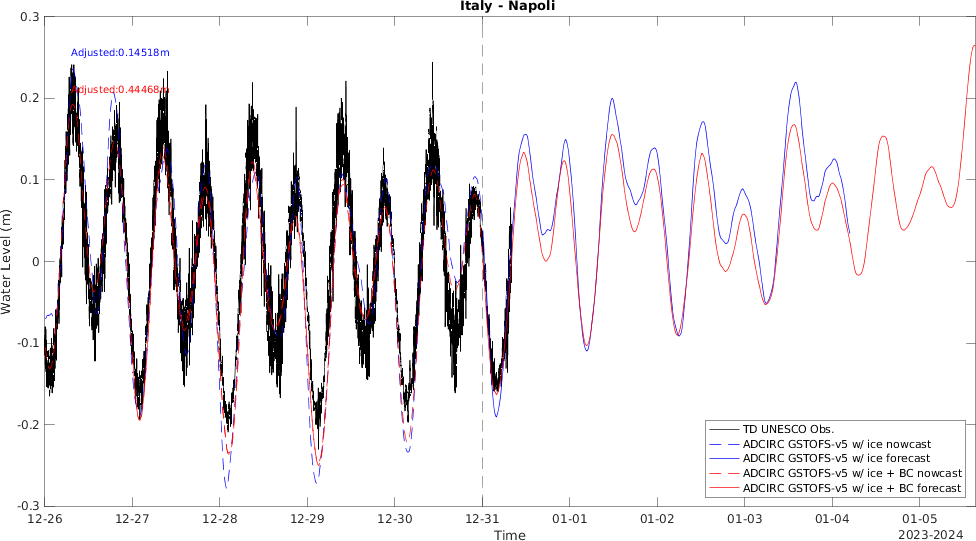 Italy - Napoli
0.3
0.2
0.1
0
-0.1
-0.2
-0.3
Water Level (m)
Adjusted:0.14518m
Adjusted:0.44468m
TD UNESCO Obs.
ADCIRC GSTOFS-v5 w/ ice nowcast
ADCIRC GSTOFS-v5 w/ ice forecast
ADCIRC GSTOFS-v5 w/ ice + BC nowcast
ADCIRC GSTOFS-v5 w/ ice + BC forecast
12-26 12-27 12-28 12-29 12-30 12-31 01-01 01-02 01-03 01-04 01-05
Time
2023-2024